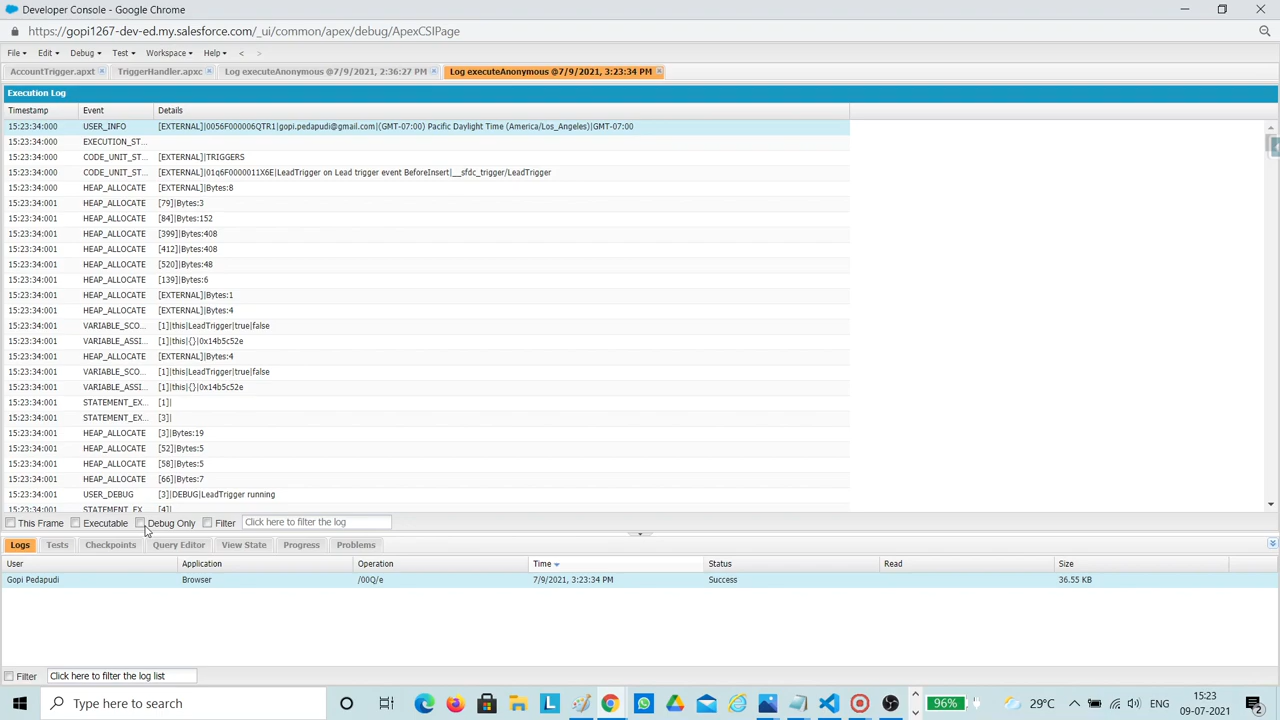 Developer Console - Google Chrome
https://gopi1267-dev-ed.my.salesforce.com/_ui/common/apex/debug/ApexCSIPage
File Edit Debug Test Workspace Help < >
AccountTrigger.apxt TriggerHandler.apxc Log executeAnonymous @7/9/2021, 2:36:27 PM Log executeAnonymous @7/9/2021, 3:23:34 PM
Execution Log
Timestamp Event Details
15:23:34:000 USER_INFO [EXTERNAL]|0056F000006QTR1|gopi.pedapudi@gmail.com|(GMT-07:00) Pacific Daylight Time (America/Los_Angeles)|GMT-07:00
15:23:34:000 EXECUTION_ST...
15:23:34:000 CODE_UNIT_ST... [EXTERNAL]|TRIGGERS
15:23:34:000 CODE_UNIT_ST... [EXTERNAL]|01q6F0000011X6E|LeadTrigger on Lead trigger event BeforeInsert|__sfdc_trigger/LeadTrigger
15:23:34:000 HEAP_ALLOCATE [EXTERNAL]|Bytes:8
15:23:34:001 HEAP_ALLOCATE [79]|Bytes:3
15:23:34:001 HEAP_ALLOCATE [84]|Bytes:152
15:23:34:001 HEAP_ALLOCATE [399]|Bytes:408
15:23:34:001 HEAP_ALLOCATE [412]|Bytes:408
15:23:34:001 HEAP_ALLOCATE [520]|Bytes:48
15:23:34:001 HEAP_ALLOCATE [139]|Bytes:6
15:23:34:001 HEAP_ALLOCATE [EXTERNAL]|Bytes:1
15:23:34:001 HEAP_ALLOCATE [EXTERNAL]|Bytes:4
15:23:34:001 VARIABLE_SCO... [1]|this|LeadTrigger|true|false
15:23:34:001 VARIABLE_ASSI... [1]|this|{}|0x14b5c52e
15:23:34:001 HEAP_ALLOCATE [EXTERNAL]|Bytes:4
15:23:34:001 VARIABLE_SCO... [1]|this|LeadTrigger|true|false
15:23:34:001 VARIABLE_ASSI... [1]|this|{}|0x14b5c52e
15:23:34:001 STATEMENT_EX... [1]|
15:23:34:001 STATEMENT_EX... [3]|
15:23:34:001 HEAP_ALLOCATE [3]|Bytes:19
15:23:34:001 HEAP_ALLOCATE [52]|Bytes:5
15:23:34:001 HEAP_ALLOCATE [58]|Bytes:5
15:23:34:001 HEAP_ALLOCATE [66]|Bytes:7
15:23:34:001 USER_DEBUG [3]|DEBUG|LeadTrigger running
15:23:34:001 STATEMENT_EX [4]|
This Frame Executable Debug Only Filter Click here to filter the log
Logs Tests Checkpoints Query Editor View State Progress Problems
User Application Operation Time Status Read Size
Gopi Pedapudi Browser /00Q/e 7/9/2021, 3:23:34 PM Success 36.55 KB
Filter Click here to filter the log list
Type here to search 96% 29°C ENG 15:23
09-07-2021 2